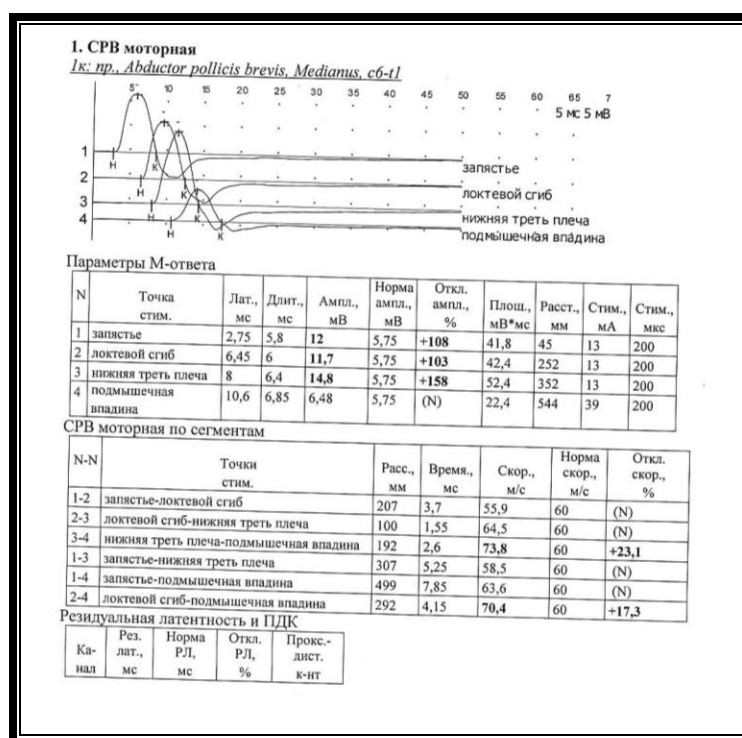 1. СРВ моторная
1к: пр., Abductor pollicis brevis, Medianus, c6-t1
5 10 15 20 25 30 35 40 45 50 55 60 65 7
5 мс 5 мВ
1 Н К запястье
2 Н К локтевой сгиб
3 Н К нижняя треть плеча
4 Н К подмышечная впадина
Параметры М-ответа
N Точка стим. Лат., мс Длит., мс Ампл., мВ Норма ампл., мВ Откл. ампл., % Площ., мВ*мс Расст., мм Стим., мА Стим., мкс
1 запястье 2,75 5,8 12 5,75 +108 41,8 45 13 200
2 локтевой сгиб 6,45 6 11,7 5,75 +103 42,4 252 13 200
3 нижняя треть плеча 8 6,4 14,8 5,75 +158 52,4 352 13 200
4 подмышечная впадина 10,6 6,85 6,48 5,75 (N) 22,4 544 39 200
СРВ моторная по сегментам
N-N Точки стим. Расс., мм Время., мс Скор., м/с Норма скор., м/с Откл. скор., %
1-2 запястье-локтевой сгиб 207 3,7 55,9 60 (N)
2-3 локтевой сгиб-нижняя треть плеча 100 1,55 64,5 60 (N)
3-4 нижняя треть плеча-подмышечная впадина 192 2,6 73,8 60 +23,1
1-3 запястье-нижняя треть плеча 307 5,25 58,5 60 (N)
1-4 запястье-подмышечная впадина 499 7,85 63,6 60 (N)
2-4 локтевой сгиб-подмышечная впадина 292 4,15 70,4 60 +17,3
Резидуальная латентность и ПДК
Ка-нал Рез. лат., мс Норма РЛ, мс Откл. РЛ, % Прокс.-дист. к-нт